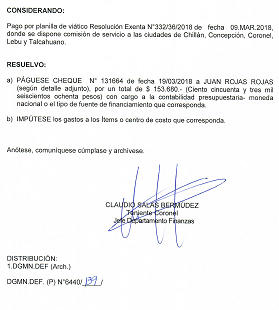 CONSIDERANDO:
Pago por planilla de viático Resolución Exenta N°332/36/2018 de fecha 09.MAR.2018,
donde se dispone comisión de servicio a las ciudades de Chillán, Concepción, Coronel,
Lebu y Talcahuano.
RESUELVO:
a) PÁGUESE CHEQUE N° 131664 de fecha 19/03/2018 a JUAN ROJAS ROJAS
(según detalle adjunto), por un total de $ 153.680.- (Ciento cincuenta y tres mil
seiscientos ochenta pesos) con cargo a la contabilidad presupuestaria- moneda
nacional o el tipo de fuente de financiamiento que corresponda.
b) IMPÚTESE los gastos a los Ítems o centro de costo que corresponda.
Anótese, comuníquese cúmplase y archívese.
CLAUDIO SALAS BERMÚDEZ
Teniente Coronel
Jefe Departamento Finanzas
DISTRIBUCIÓN:
1.DGMN.DEF (Arch.)
DGMN.DEF. (P) N°6440/ 139 /